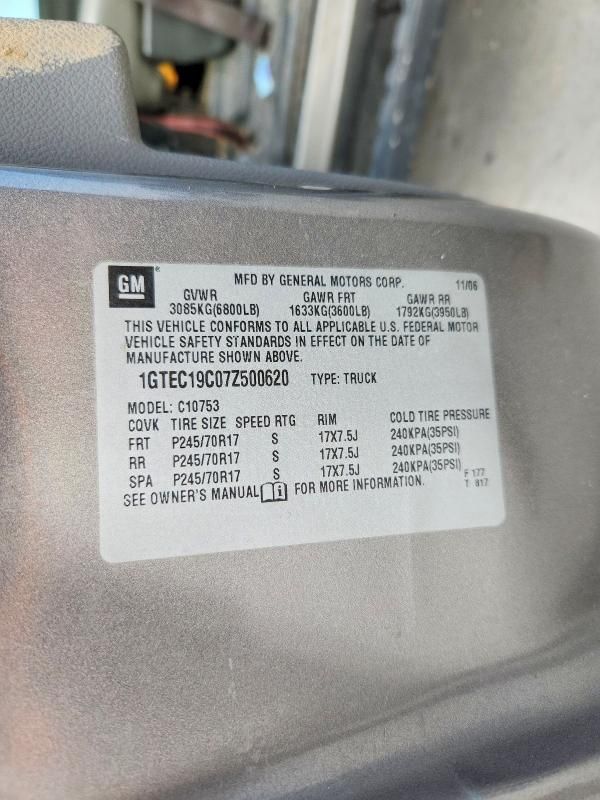 GM
MFD BY GENERAL MOTORS CORP. 11/06
GVWR GAWR FRT GAWR RR
3085KG(6800LB) 1633KG(3600LB) 1792KG(3950LB)
THIS VEHICLE CONFORMS TO ALL APPLICABLE U.S. FEDERAL MOTOR
VEHICLE SAFETY STANDARDS IN EFFECT ON THE DATE OF
MANUFACTURE SHOWN ABOVE.
1GTEC19C07Z500620 TYPE: TRUCK
MODEL: C10753
CQVK TIRE SIZE SPEED RTG RIM COLD TIRE PRESSURE
FRT P245/70R17 S 17X7.5J 240KPA(35PSI)
RR P245/70R17 S 17X7.5J 240KPA(35PSI)
SPA P245/70R17 S 17X7.5J 240KPA(35PSI)
SEE OWNER'S MANUAL FOR MORE INFORMATION.
F 177
T 817